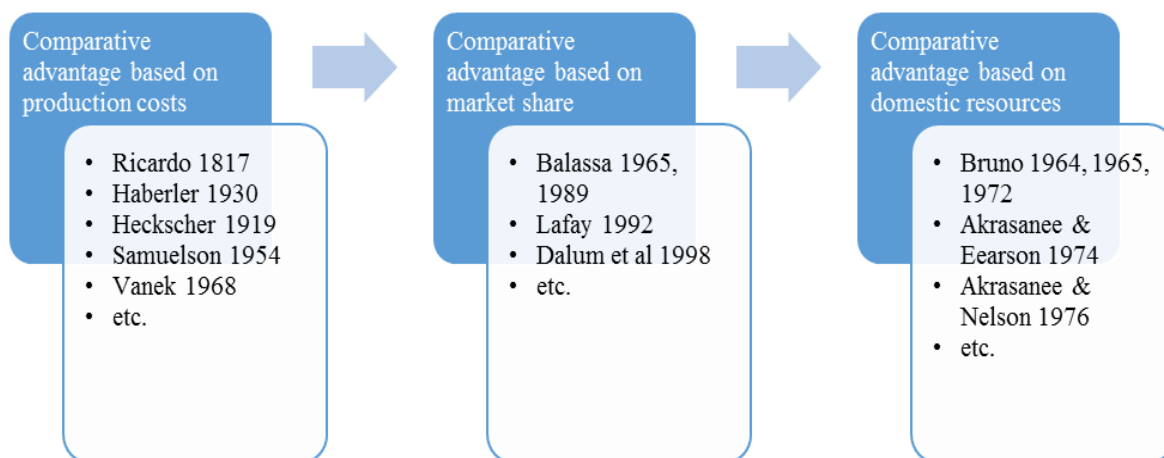 Comparative
advantage based on
production costs
• Ricardo 1817
• Haberler 1930
• Heckscher 1919
• Samuelson 1954
• Vanek 1968
• etc.
Comparative
advantage based on
market share
• Balassa 1965,
1989
• Lafay 1992
• Dalum et al 1998
• etc.
Comparative
advantage based on
domestic resources
• Bruno 1964, 1965,
1972
• Akrasanee &
Eearson 1974
• Akrasanee &
Nelson 1976
• etc.